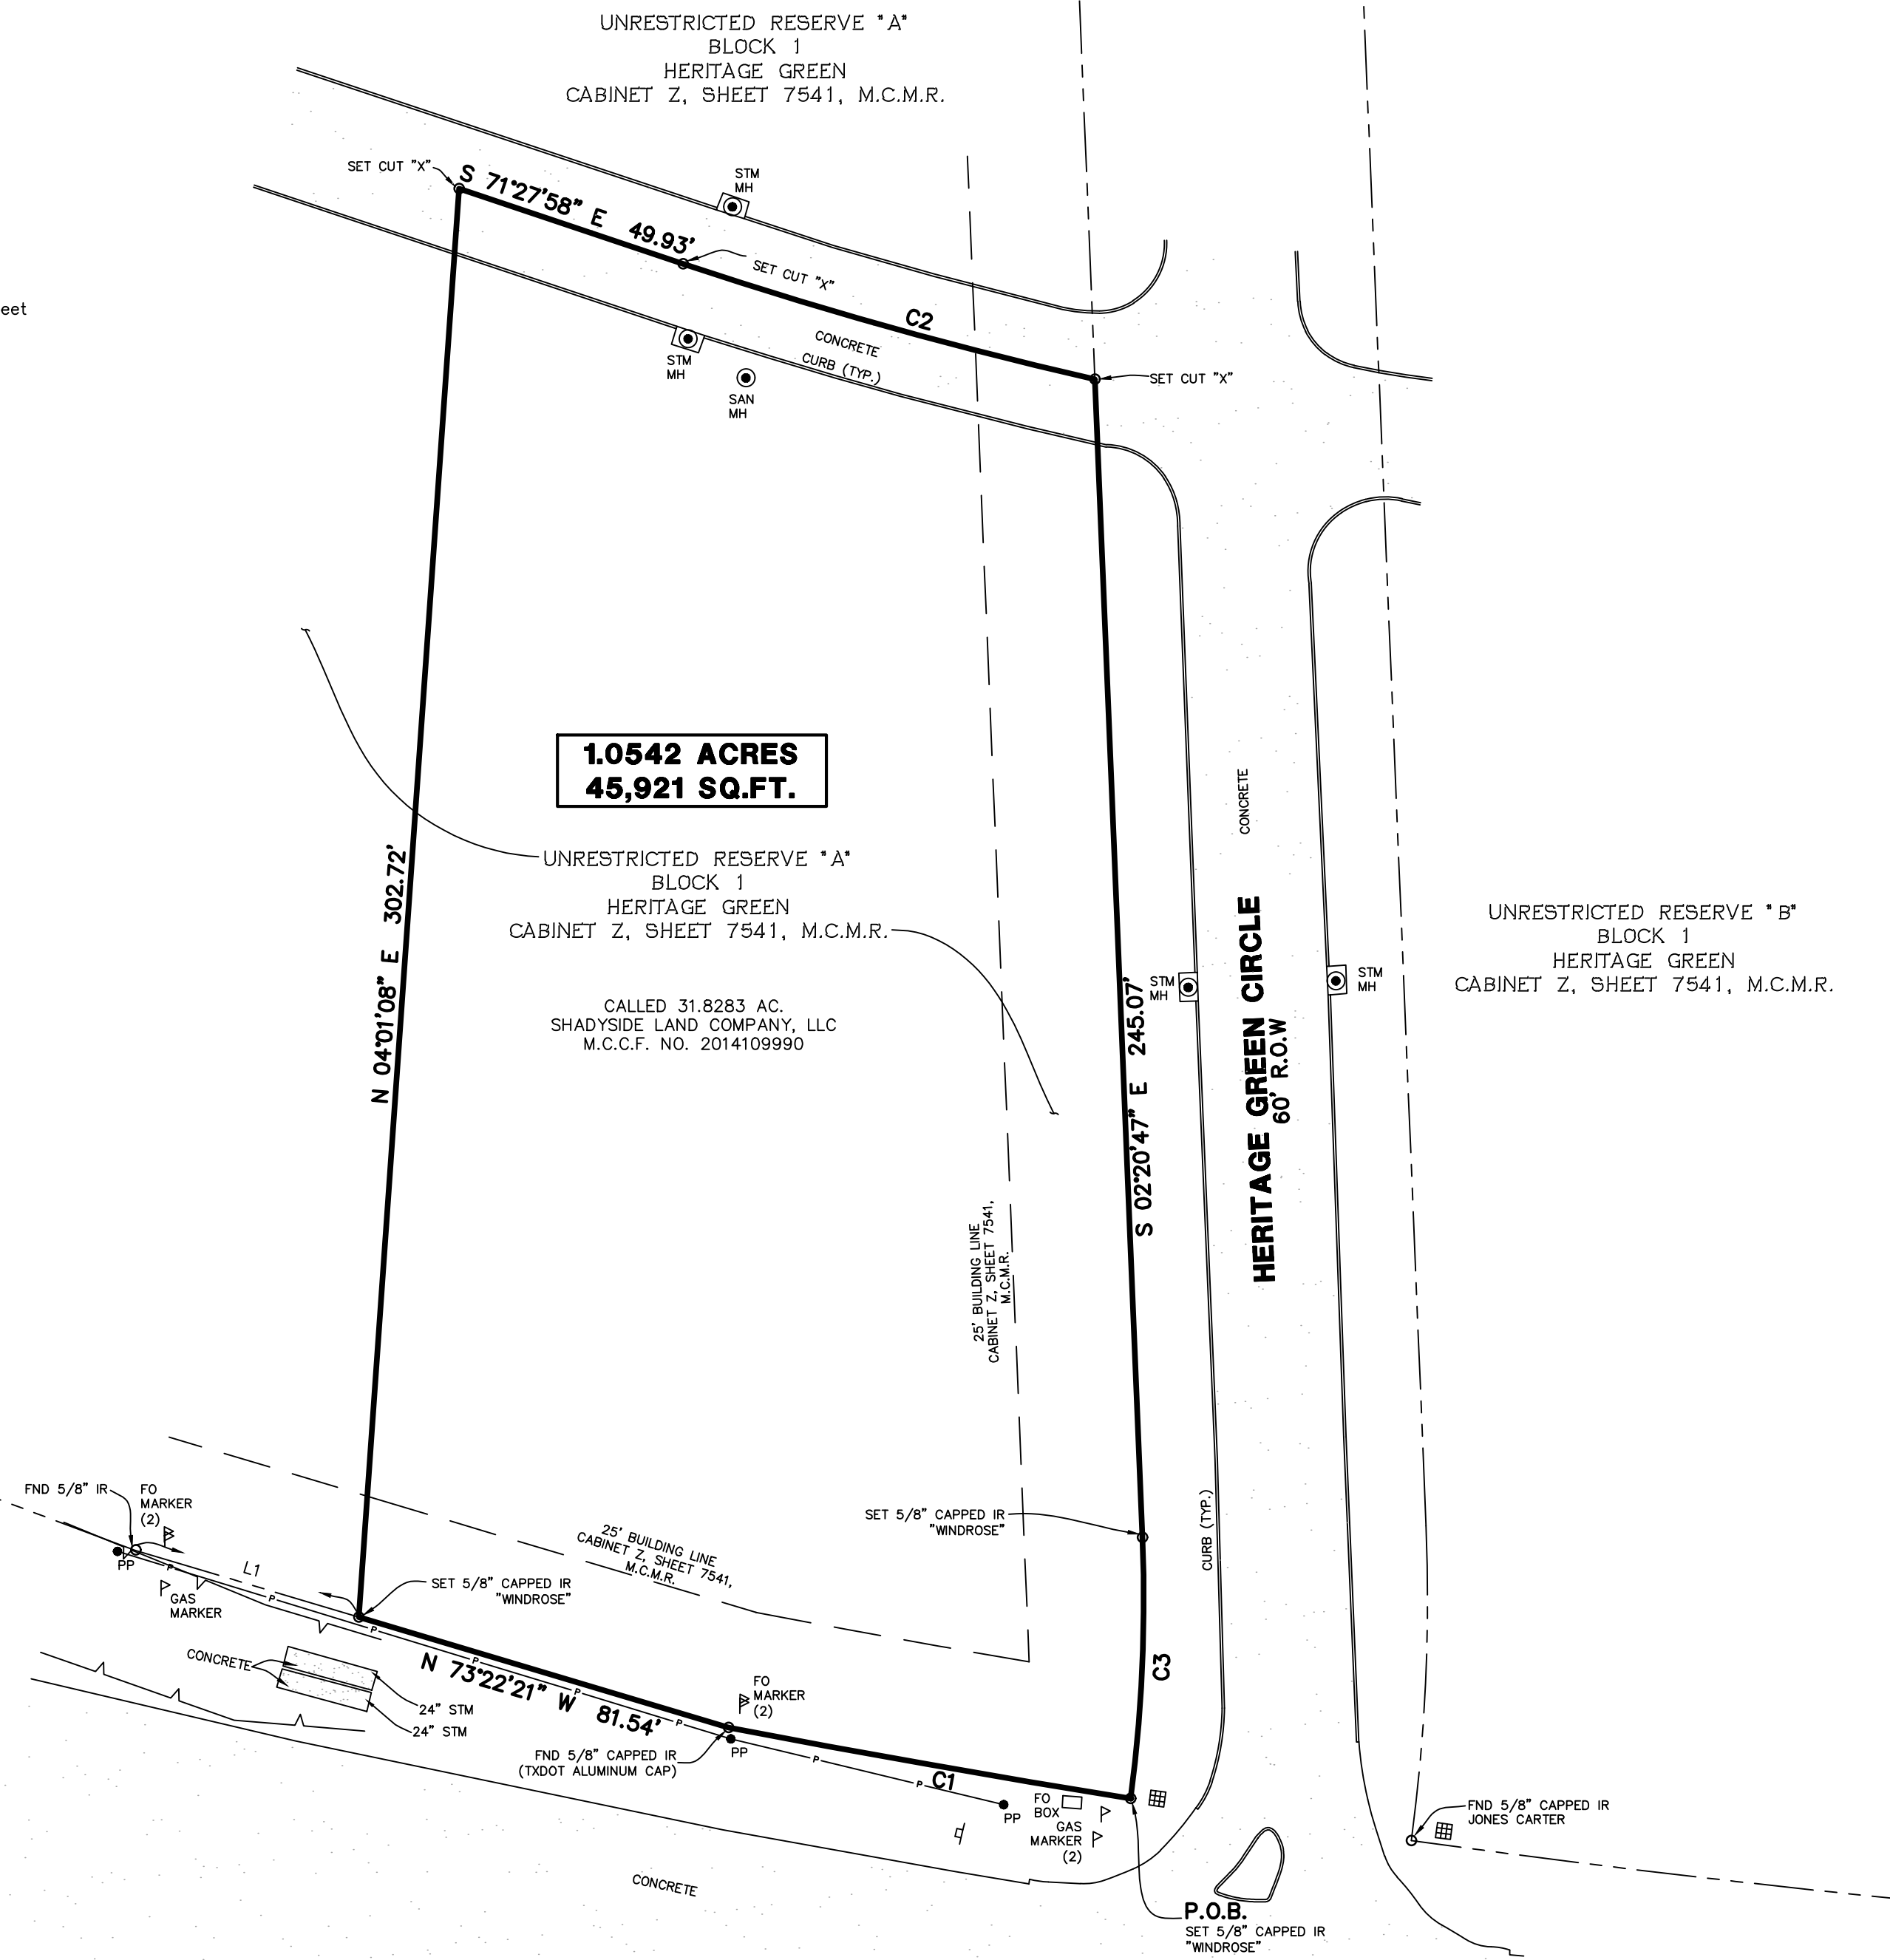 UNRESTRICTED RESERVE "A"
BLOCK 1
HERITAGE GREEN
CABINET Z, SHEET 7541, M.C.M.R.
SET CUT "X"
S 71°27'58" E 49.93'
STM
MH
SET CUT "X"
C2
eet
CONCRETE
CURB (TYP.)
STM
MH
SAN
MH
SET CUT "X"
1.0542 ACRES
45,921 SQ.FT.
CONCRETE
UNRESTRICTED RESERVE "A"
BLOCK 1
HERITAGE GREEN
CABINET Z, SHEET 7541, M.C.M.R.
N 04°01'08" E 302.72'
CALLED 31.8283 AC.
SHADYSIDE LAND COMPANY, LLC
M.C.C.F. NO. 2014109990
UNRESTRICTED RESERVE "B"
BLOCK 1
HERITAGE GREEN
CABINET Z, SHEET 7541, M.C.M.R.
STM
MH
STM
MH
S 02°20'47" E 245.07'
HERITAGE GREEN CIRCLE
60' R.O.W
25' BUILDING LINE
CABINET Z, SHEET 7541,
M.C.M.R.
FND 5/8" IR
FO
MARKER
(2)
PP
L1
GAS
MARKER
25' BUILDING LINE
CABINET Z, SHEET 7541,
M.C.M.R.
SET 5/8" CAPPED IR
"WINDROSE"
CURB (TYP.)
SET 5/8" CAPPED IR
"WINDROSE"
P
P
P
P
P
P
P
P
CONCRETE
N 73°22'21" W 81.54'
24" STM
24" STM
FO
MARKER
(2)
C3
PP
FND 5/8" CAPPED IR
(TXDOT ALUMINUM CAP)
C1
PP
FO
BOX
GAS
MARKER
(2)
FND 5/8" CAPPED IR
JONES CARTER
CONCRETE
P.O.B.
SET 5/8" CAPPED IR
"WINDROSE"